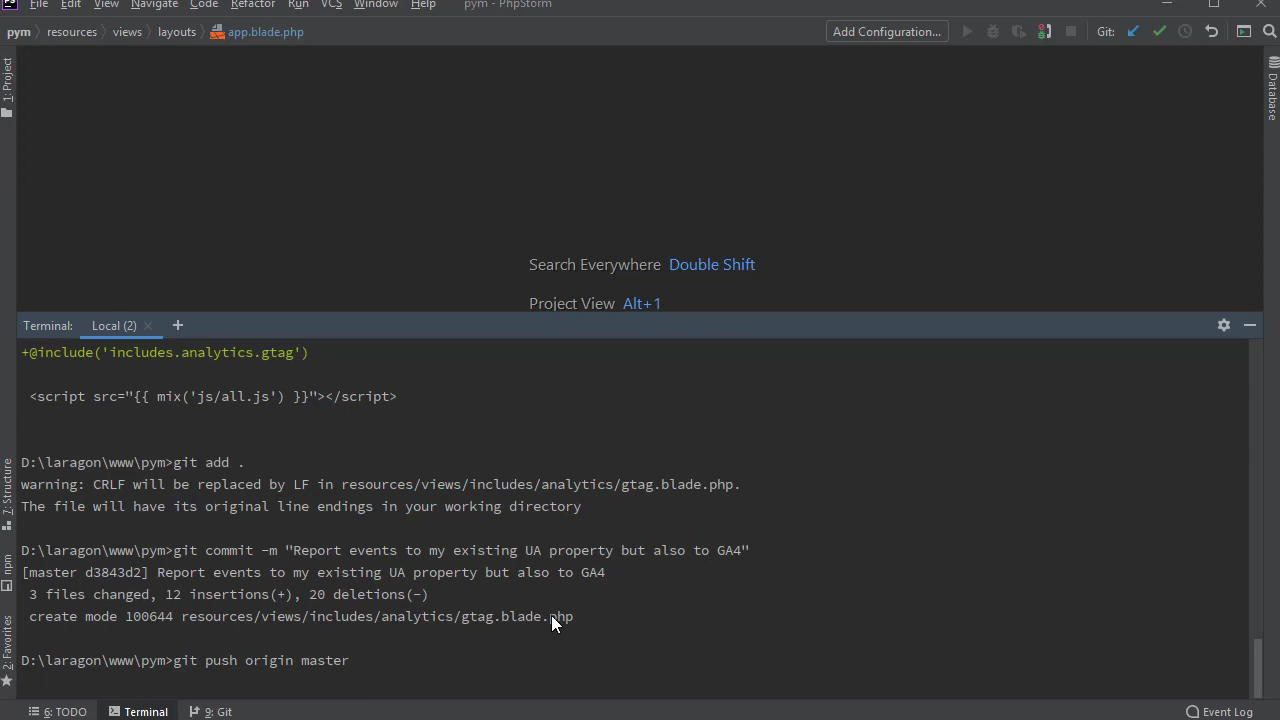 PS File Edit View Navigate Code Refactor Run VCS Window Help pym - PhpStorm
pym resources views layouts app.blade.php Add Configuration... Git:
1: Project
Database
Search Everywhere Double Shift
Project View Alt+1
Terminal: Local (2) × +
+@include('includes.analytics.gtag')
<script src="{{ mix('js/all.js') }}"></script>
D:\laragon\www\pym>git add .
warning: CRLF will be replaced by LF in resources/views/includes/analytics/gtag.blade.php.
The file will have its original line endings in your working directory
D:\laragon\www\pym>git commit -m "Report events to my existing UA property but also to GA4"
[master d3843d2] Report events to my existing UA property but also to GA4
3 files changed, 12 insertions(+), 20 deletions(-)
create mode 100644 resources/views/includes/analytics/gtag.blade.php
D:\laragon\www\pym>git push origin master
7: Structure
npm
2: Favorites
6: TODO Terminal 9: Git Event Log